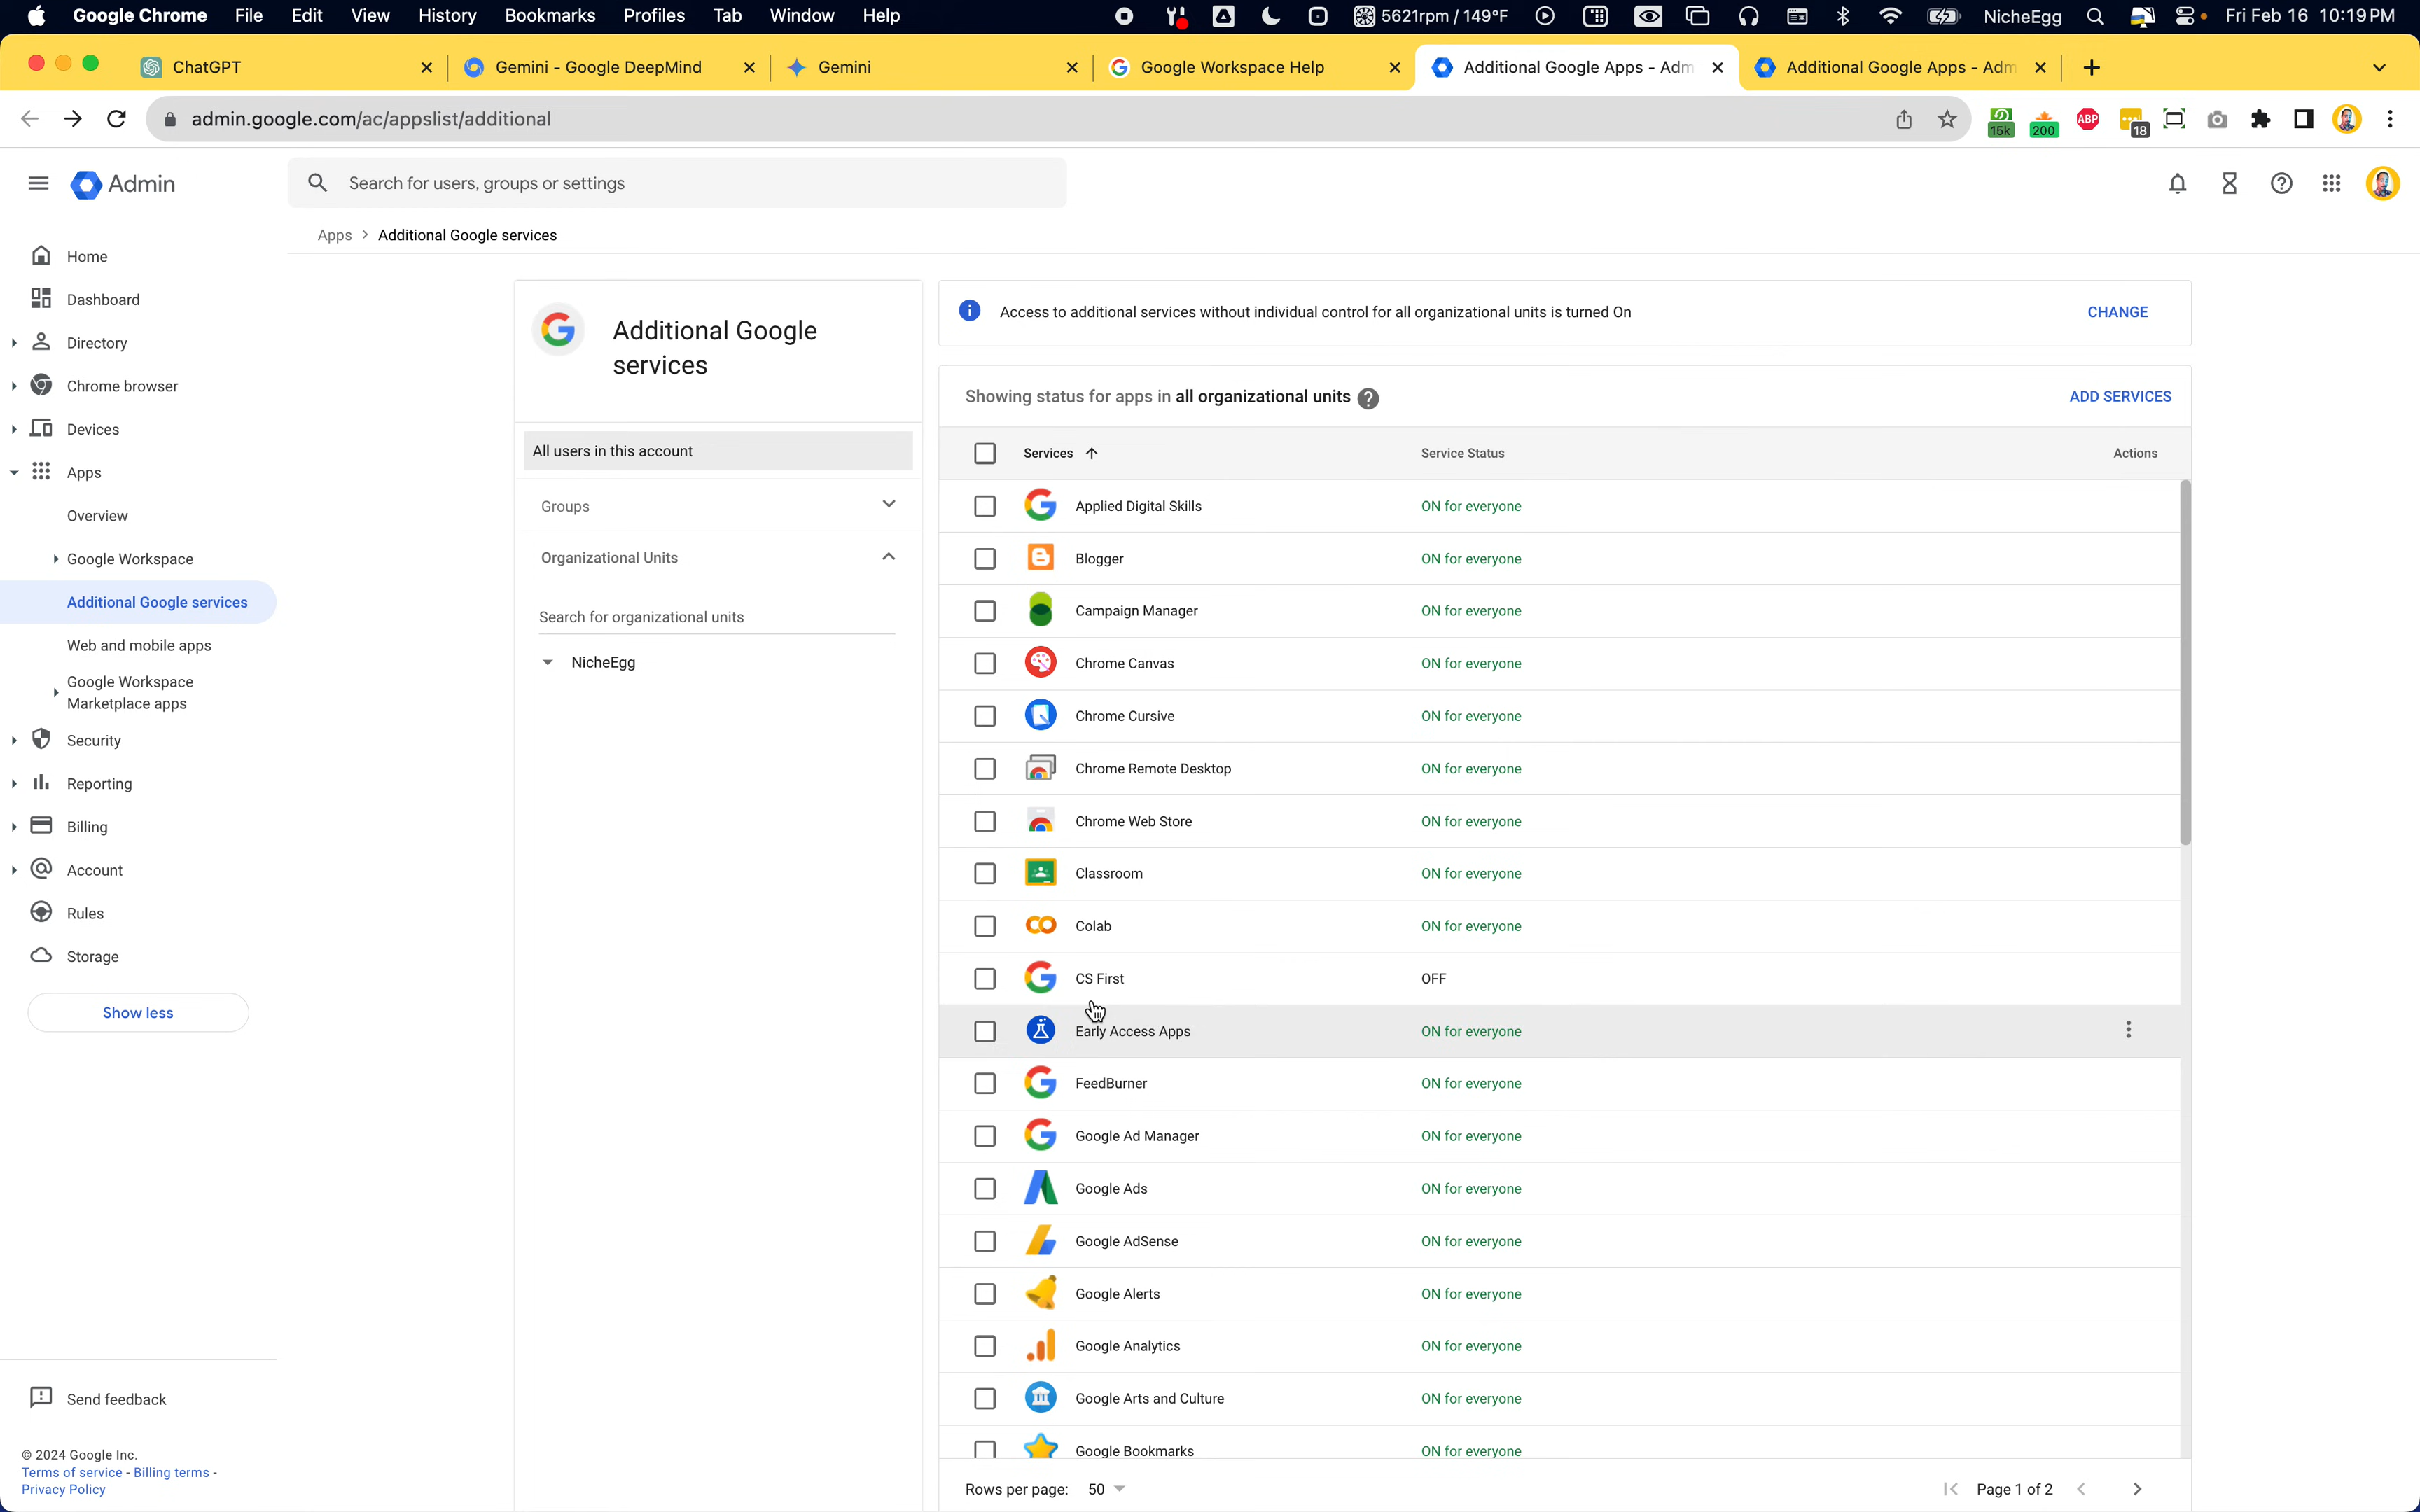 Google Chrome File Edit View History Bookmarks Profiles Tab Window Help 5621rpm / 149°F NicheEgg Fri Feb 16 10:19 PM
ChatGPT Gemini - Google DeepMind Gemini Google Workspace Help Additional Google Apps - Adm Additional Google Apps - Adm
admin.google.com/ac/appslist/additional 15k 200 ABP 18
Admin Search for users, groups or settings
Apps > Additional Google services
Home
Dashboard
Directory
Chrome browser
Devices
Apps
Overview
Google Workspace
Additional Google services
Web and mobile apps
Google Workspace
Marketplace apps
Security
Reporting
Billing
Account
Rules
Storage
Show less
Send feedback
© 2024 Google Inc.
Terms of service - Billing terms -
Privacy Policy
Additional Google
services
All users in this account
Groups
Organizational Units
Search for organizational units
NicheEgg
Access to additional services without individual control for all organizational units is turned On CHANGE
Showing status for apps in all organizational units ADD SERVICES
Services Service Status Actions
Applied Digital Skills ON for everyone
Blogger ON for everyone
Campaign Manager ON for everyone
Chrome Canvas ON for everyone
Chrome Cursive ON for everyone
Chrome Remote Desktop ON for everyone
Chrome Web Store ON for everyone
Classroom ON for everyone
Colab ON for everyone
CS First OFF
Early Access Apps ON for everyone
FeedBurner ON for everyone
Google Ad Manager ON for everyone
Google Ads ON for everyone
Google AdSense ON for everyone
Google Alerts ON for everyone
Google Analytics ON for everyone
Google Arts and Culture ON for everyone
Google Bookmarks ON for everyone
Rows per page: 50 Page 1 of 2